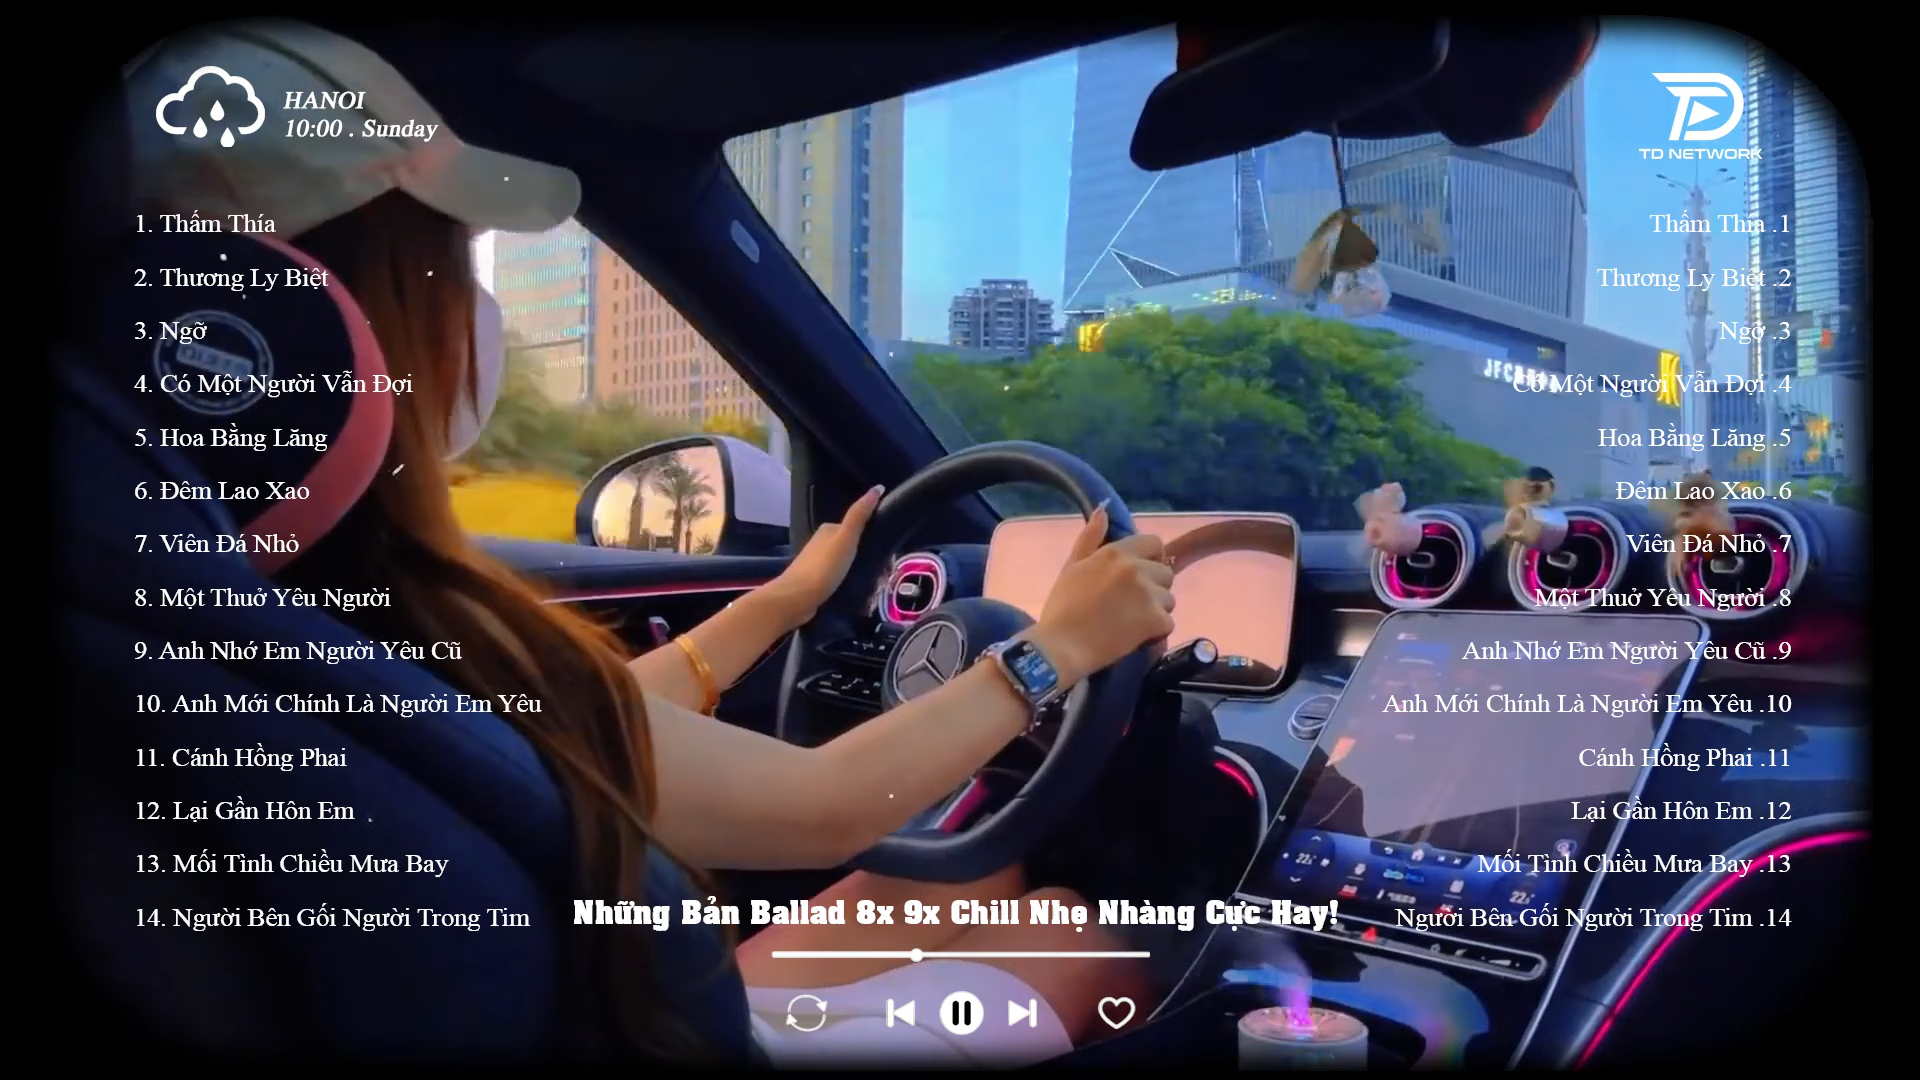 HANOI
10:00 . Sunday
TD NETWORK
1. Thấm Thía
2. Thương Ly Biệt
3. Ngỡ
4. Có Một Người Vẫn Đợi
5. Hoa Bằng Lăng
6. Đêm Lao Xao
7. Viên Đá Nhỏ
8. Một Thuở Yêu Người
9. Anh Nhớ Em Người Yêu Cũ
10. Anh Mới Chính Là Người Em Yêu
11. Cánh Hồng Phai
12. Lại Gần Hôn Em
13. Mối Tình Chiều Mưa Bay
14. Người Bên Gối Người Trong Tim
Thấm Thía .1
Thương Ly Biệt .2
Ngỡ .3
Có Một Người Vẫn Đợi .4
Hoa Bằng Lăng .5
Đêm Lao Xao .6
Viên Đá Nhỏ .7
Một Thuở Yêu Người .8
Anh Nhớ Em Người Yêu Cũ .9
Anh Mới Chính Là Người Em Yêu .10
Cánh Hồng Phai .11
Lại Gần Hôn Em .12
Mối Tình Chiều Mưa Bay .13
Người Bên Gối Người Trong Tim .14
22
22
Những Bản Ballad 8x 9x Chill Nhẹ Nhàng Cực Hay!